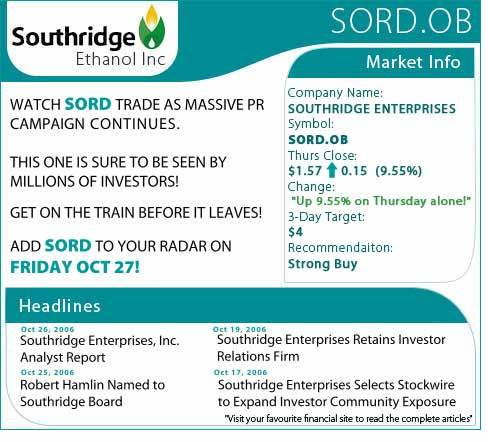 Southridge
Ethanol Inc
SORD.OB
Market Info
WATCH SORD TRADE AS MASSIVE PR
CAMPAIGN CONTINUES.
THIS ONE IS SURE TO BE SEEN BY
MILLIONS OF INVESTORS!
GET ON THE TRAIN BEFORE IT LEAVES!
ADD SORD TO YOUR RADAR ON
FRIDAY OCT 27!
Company Name:
SOUTHRIDGE ENTERPRISES
Symbol:
SORD.OB
Thurs Close:
$1.57 ⬆ 0.15 (9.55%)
Change:
"Up 9.55% on Thursday alone!"
3-Day Target:
$4
Recommendaiton:
Strong Buy
Headlines
Oct 26, 2006
Southridge Enterprises, Inc.
Analyst Report
Oct 25, 2006
Robert Hamlin Named to
Southridge Board
Oct 19, 2006
Southridge Enterprises Retains Investor
Relations Firm
Oct 17, 2006
Southridge Enterprises Selects Stockwire
to Expand Investor Community Exposure
"Visit your favourite financial site to read the complete articles"